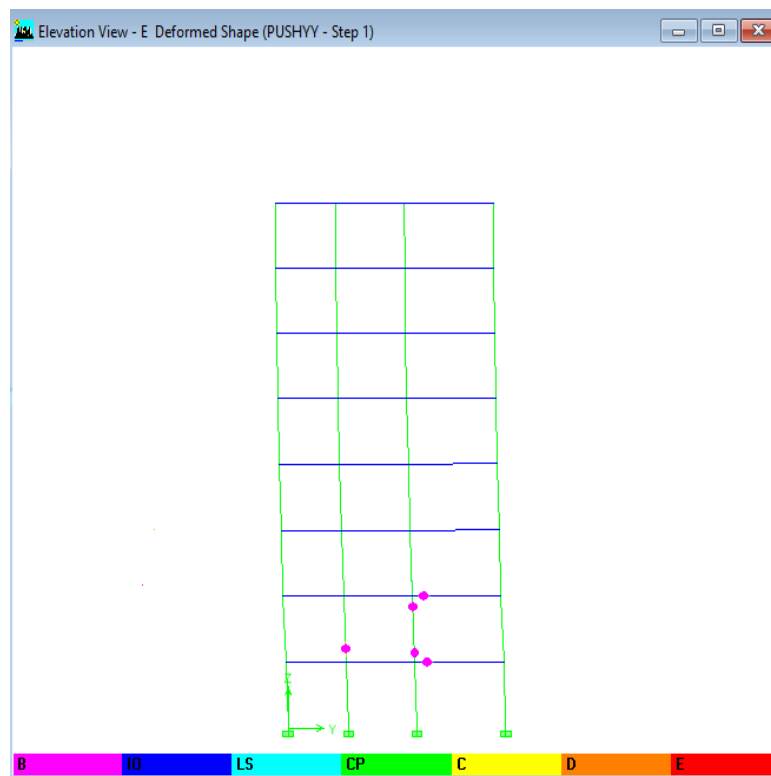 Elevation View - E Deformed Shape (PUSHYY - Step 1)
Z
Y
B IO LS CP C D E